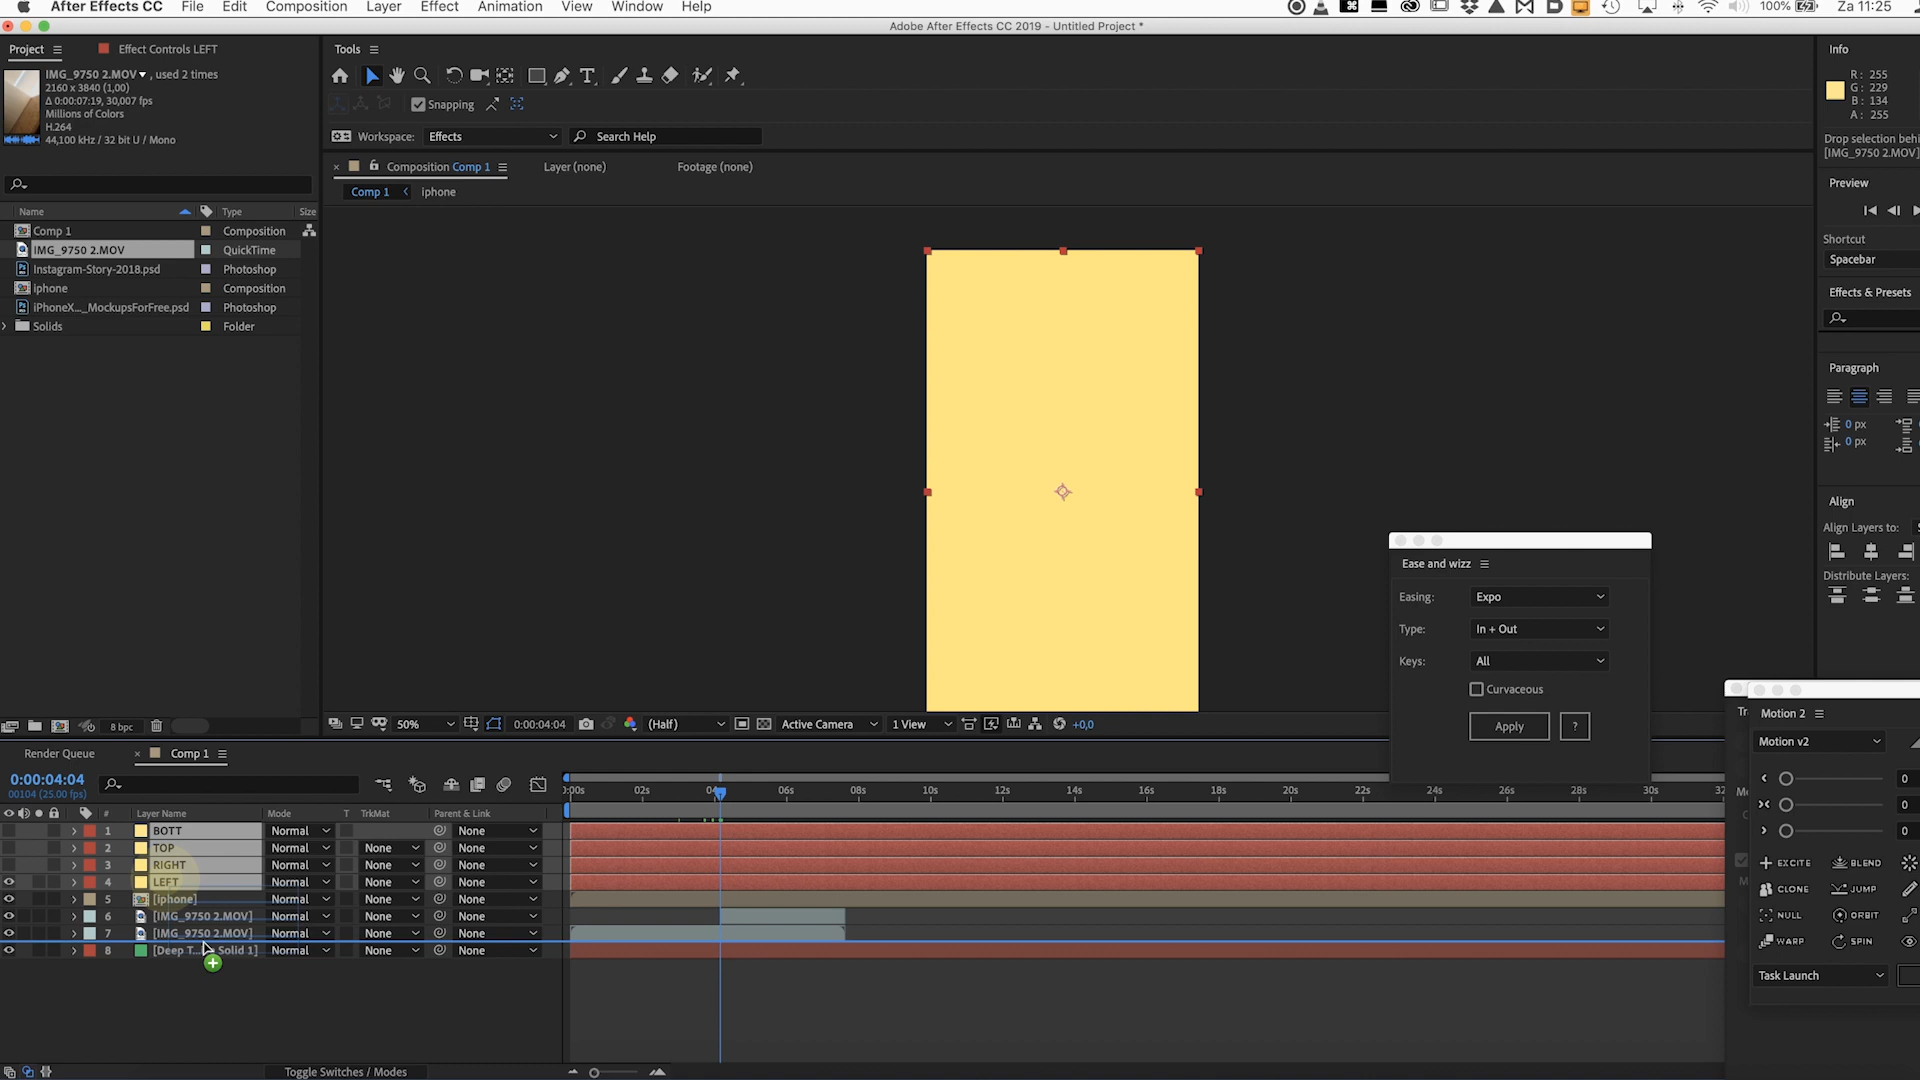 After Effects CC File Edit Composition Layer Effect Animation View Window Help 100% Za 11:25
Adobe After Effects CC 2019 - Untitled Project *
Project Effect Controls LEFT
IMG_9750 2.MOV , used 2 times
2160 x 3840 (1,00)
Δ 0:00:07:19, 30,007 fps
Millions of Colors
H.264
44,100 kHz / 32 bit U / Mono
Name Type Size
Comp 1 Composition
IMG_9750 2.MOV QuickTime
Instagram-Story-2018.psd Photoshop
iphone Composition
iPhoneX..._MockupsForFree.psd Photoshop
Solids Folder
8 bpc
Tools
Snapping
Workspace: Effects Search Help
Composition Comp 1 Layer (none) Footage (none)
Comp 1 iphone
50% 0:00:04:04 (Half) Active Camera 1 View +0,0
Info
R: 255
G: 229
B: 134
A: 255
Drop selection behi
[IMG_9750 2.MOV]
Preview
Shortcut
Spacebar
Effects & Presets
Paragraph
0 px
0 px
Align
Align Layers to: S
Distribute Layers:
Ease and wizz
Easing: Expo
Type: In + Out
Keys: All
Curvaceous
Apply ?
Motion 2
Motion v2
0
0
0
EXCITE BLEND
CLONE JUMP
NULL ORBIT
WARP SPIN
Task Launch
Render Queue Comp 1
0:00:04:04
00104 (25.00 fps)
:00s 02s 04s 06s 08s 10s 12s 14s 16s 18s 20s 22s 24s 26s 28s 30s 32
# Layer Name Mode T TrkMat Parent & Link
1 BOTT Normal None
2 TOP Normal None None
3 RIGHT Normal None None
4 LEFT Normal None None
5 [iphone] Normal None None
6 [IMG_9750 2.MOV] Normal None None
7 [IMG_9750 2.MOV] Normal None None
8 [Deep T... Solid 1] Normal None None
Toggle Switches / Modes